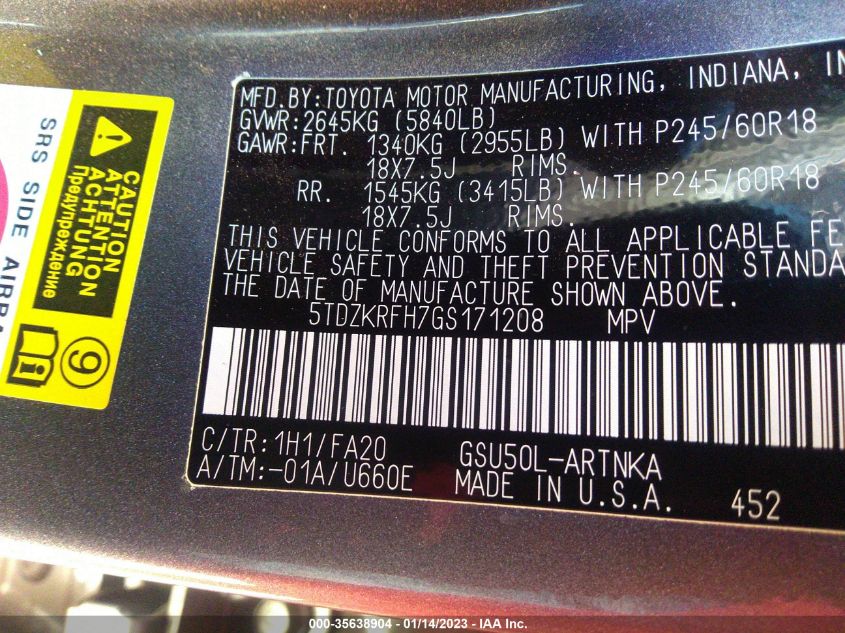 MFD.BY:TOYOTA MOTOR MANUFACTURING, INDIANA,
GVWR:2645KG (5840LB)
GAWR:FRT. 1340KG (2955LB) WITH P245/60R18
18X7.5J RIMS.
RR. 1545KG (3415LB) WITH P245/60R18
18X7.5J RIMS.
THIS VEHICLE CONFORMS TO ALL APPLICABLE FE
VEHICLE SAFETY AND THEFT PREVENTION STANDA
THE DATE OF MANUFACTURE SHOWN ABOVE.
5TDZKRFH7GS171208 MPV
C/TR:1H1/FA20 GSU50L-ARTNKA
A/TM:-01A/U660E MADE IN U.S.A. 452
SRS SIDE AIRBA
CAUTION
ATTENTION
ACHTUNG
Предупреждение
9
i
000-35638904 - 01/14/2023 - IAA Inc.